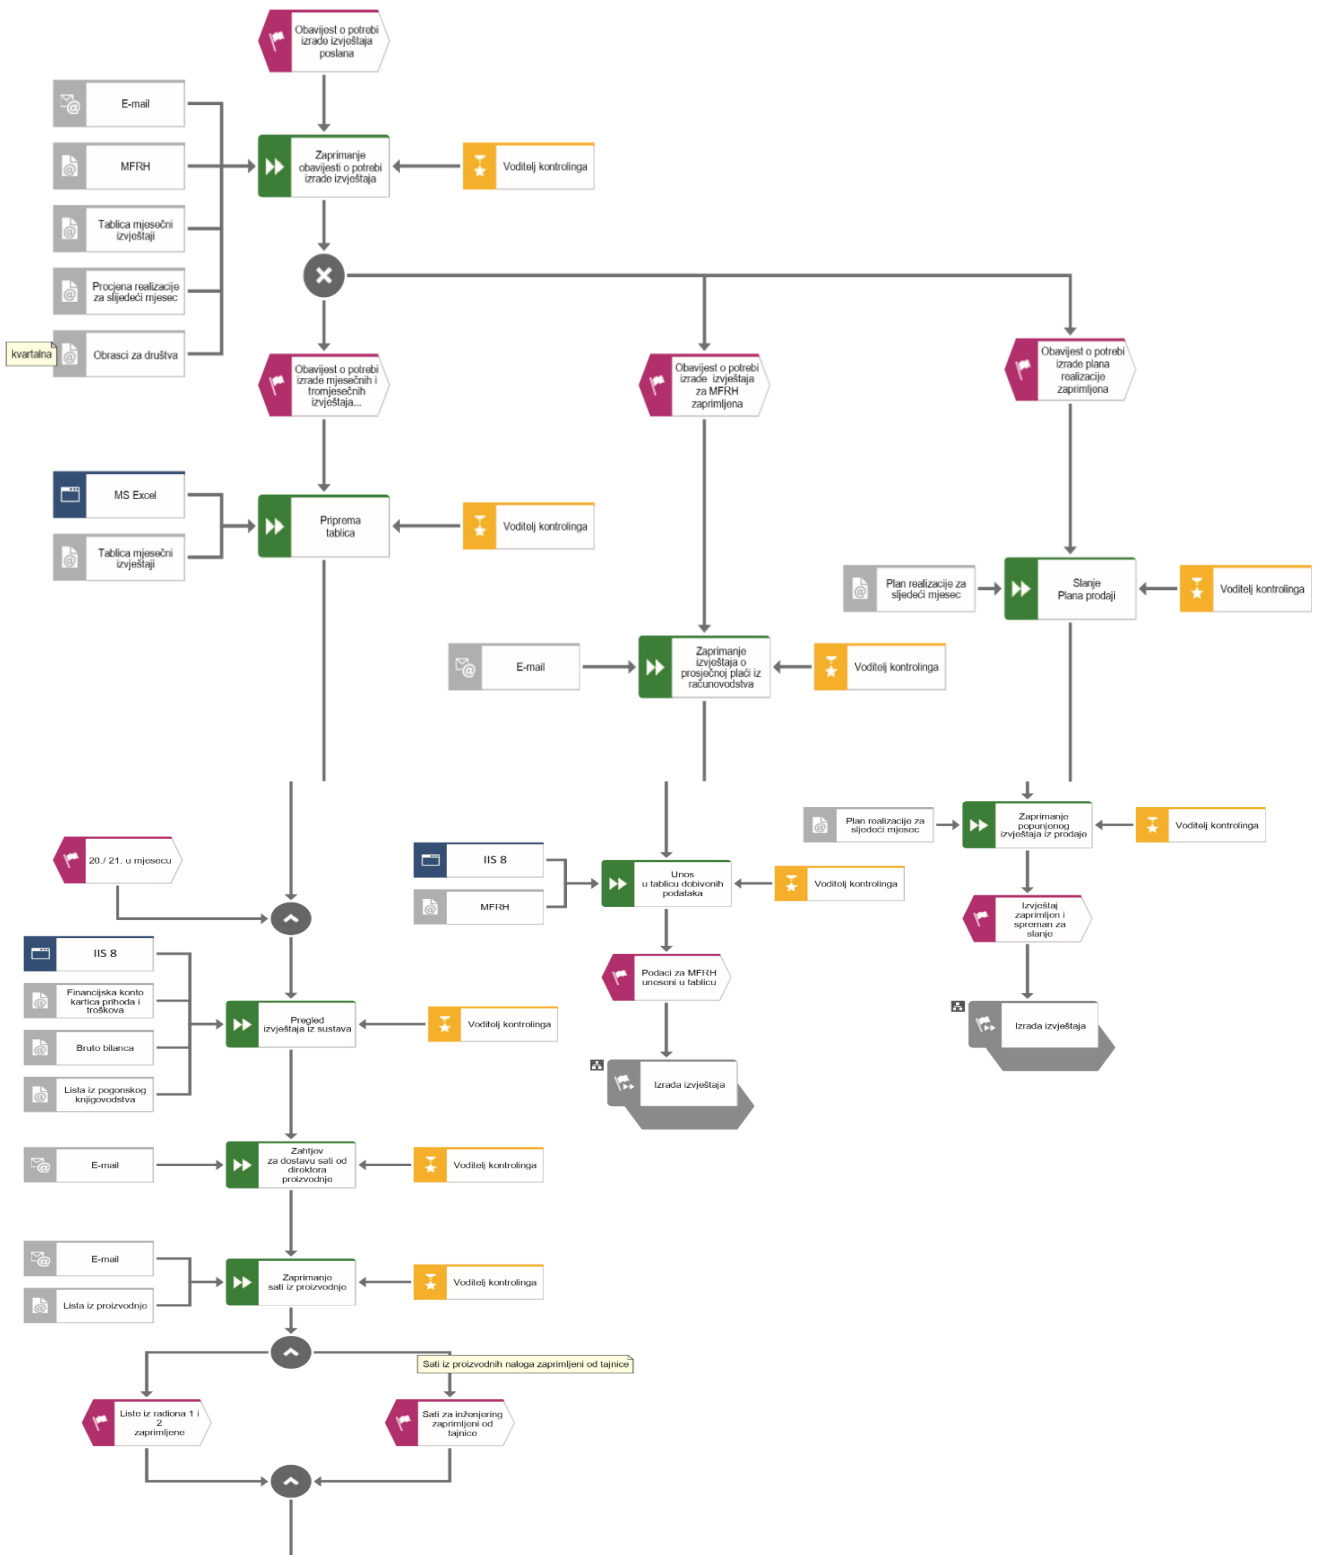 Obavijest o potrebi
izrade izvještaja
poslana
E-mail
MFRH
Tablica mjesečni
izvještaji
Procjena realizacije
za slijedeći mjesec
kvartalna
Obrasci za društva
Zaprimanje
obavijesti o potrebi
izrade izvještaja
Voditelj kontrolinga
Obavijest o potrebi
izrade mjesečnih i
tromjesečnih
izvještaja...
Obavijest o potrebi
izrade izvještaja
za MFRH
zaprimljena
Obavijest o potrebi
izrade plana
realizacije
zaprimljena
MS Excel
Tablica mjesečni
izvještaji
Priprema
tablica
Voditelj kontrolinga
Plan realizacije za
sljedeći mjesec
Slanje
Plana prodaji
Voditelj kontrolinga
E-mail
Zaprimanje
izvještaja o
prosječnoj plaći iz
računovodstva
Voditelj kontrolinga
Plan realizacije za
sljedeći mjesec
Zaprimanje
popunjenog
izvještaja iz prodaje
Voditelj kontrolinga
20./ 21. u mjesecu
IIS 8
MFRH
Unos
u tablicu dobivenih
podataka
Voditelj kontrolinga
Izvještaj
zaprimljen i
spreman za
slanje
IIS 8
Financijska konto
kartica prihoda i
troškova
Bruto bilanca
Lista iz pogonskog
knjigovodstva
Pregled
izvještaja iz sustava
Voditelj kontrolinga
Podaci za MFRH
uneseni u tablicu
Izrada izvještaja
Izrada izvještaja
E-mail
Zahtjev
za dostavu sati od
direktora
proizvodnje
Voditelj kontrolinga
E-mail
Lista iz proizvodnje
Zaprimanje
sati iz proizvodnje
Voditelj kontrolinga
Sati iz proizvodnih naloga zaprimljeni od tajnice
Liste iz radiona 1 i
2
zaprimljene
Sati za inženjering
zaprimljeni od
tajnice